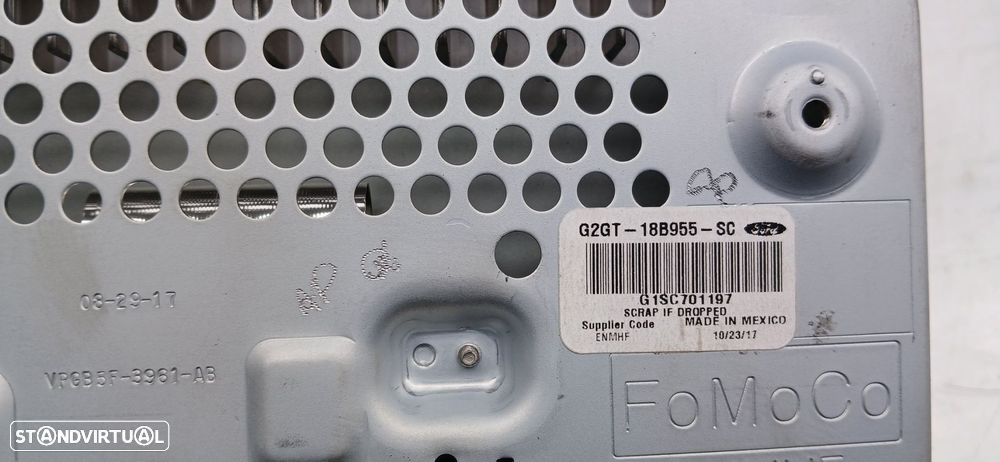 G2GT-18B955-SC Ford
G1SC701197
SCRAP IF DROPPED
Supplier Code MADE IN MEXICO
ENMHF 10/23/17
08-29-17
VPGB5F-3961-AB
FoMoCo
STANDVIRTUAL